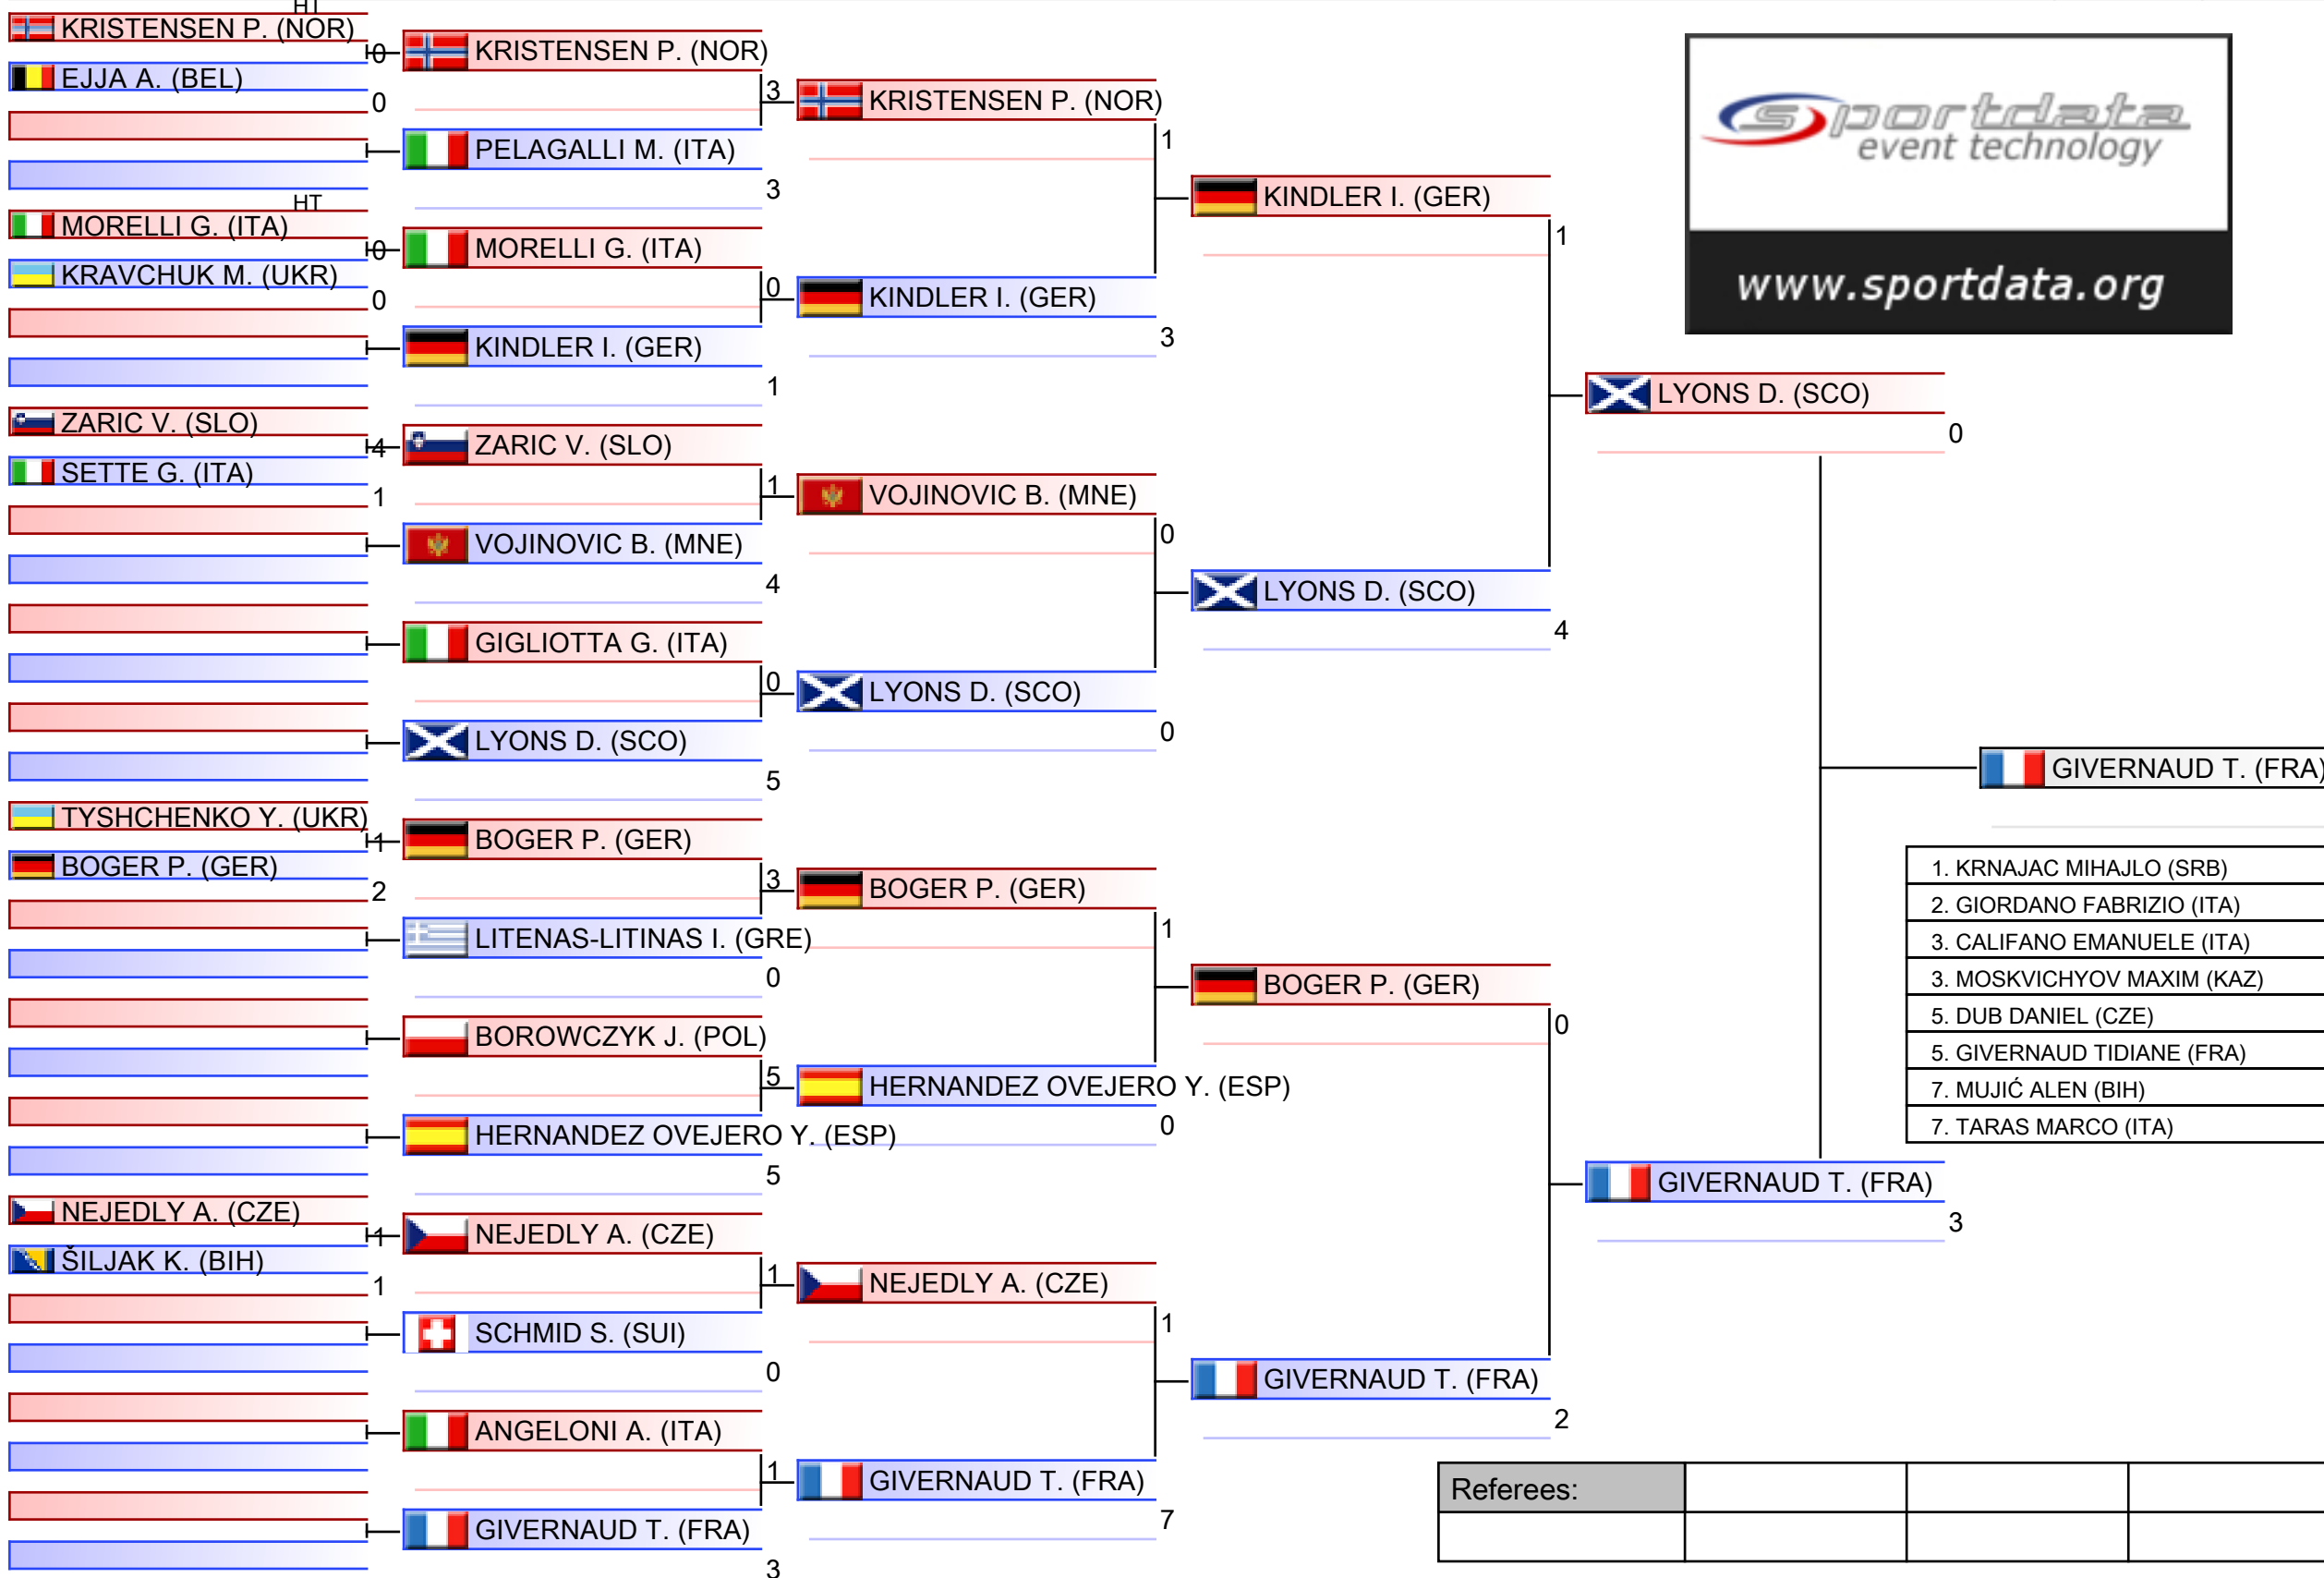 HT
KRISTENSEN P. (NOR)
0
EJJA A. (BEL)
0
HT
MORELLI G. (ITA)
0
KRAVCHUK M. (UKR)
0
ZARIC V. (SLO)
4
SETTE G. (ITA)
1
TYSHCHENKO Y. (UKR)
1
BOGER P. (GER)
2
NEJEDLY A. (CZE)
1
ŠILJAK K. (BIH)
1
KRISTENSEN P. (NOR)
3
PELAGALLI M. (ITA)
3
MORELLI G. (ITA)
0
KINDLER I. (GER)
1
ZARIC V. (SLO)
1
VOJINOVIC B. (MNE)
4
GIGLIOTTA G. (ITA)
0
LYONS D. (SCO)
5
BOGER P. (GER)
3
LITENAS-LITINAS I. (GRE)
0
BOROWCZYK J. (POL)
5
HERNANDEZ OVEJERO Y. (ESP)
5
NEJEDLY A. (CZE)
1
SCHMID S. (SUI)
0
ANGELONI A. (ITA)
1
GIVERNAUD T. (FRA)
3
KRISTENSEN P. (NOR)
1
KINDLER I. (GER)
3
VOJINOVIC B. (MNE)
0
LYONS D. (SCO)
0
BOGER P. (GER)
1
HERNANDEZ OVEJERO Y. (ESP)
0
NEJEDLY A. (CZE)
1
GIVERNAUD T. (FRA)
7
KINDLER I. (GER)
1
LYONS D. (SCO)
4
BOGER P. (GER)
0
GIVERNAUD T. (FRA)
2
LYONS D. (SCO)
0
GIVERNAUD T. (FRA)
3
sportdata
event technology
www.sportdata.org
GIVERNAUD T. (FRA)
1. KRNAJAC MIHAJLO (SRB)
2. GIORDANO FABRIZIO (ITA)
3. CALIFANO EMANUELE (ITA)
3. MOSKVICHYOV MAXIM (KAZ)
5. DUB DANIEL (CZE)
5. GIVERNAUD TIDIANE (FRA)
7. MUJIĆ ALEN (BIH)
7. TARAS MARCO (ITA)
Referees: